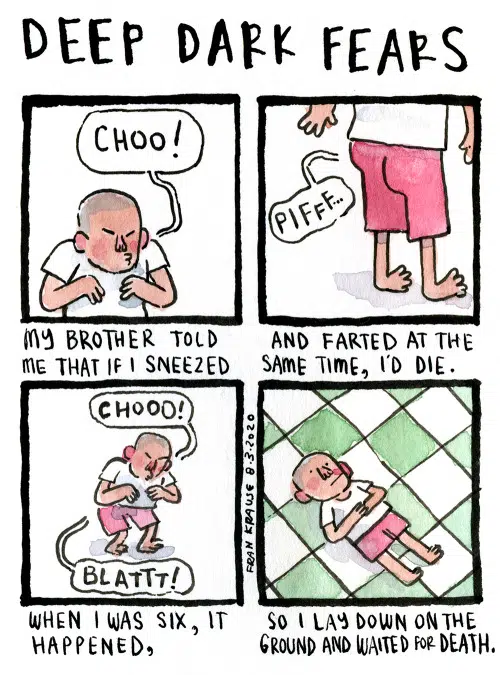 DEEP DARK FEARS
CHOO!
MY BROTHER TOLD
ME THAT IF I SNEEZED
PIFFF...
AND FARTED AT THE
SAME TIME, I'D DIE.
CHOOO!
BLATTT!
WHEN I WAS SIX, IT
HAPPENED,
FRAN KRAUSE 8.3.2020
SO I LAY DOWN ON THE
GROUND AND WAITED FOR DEATH.